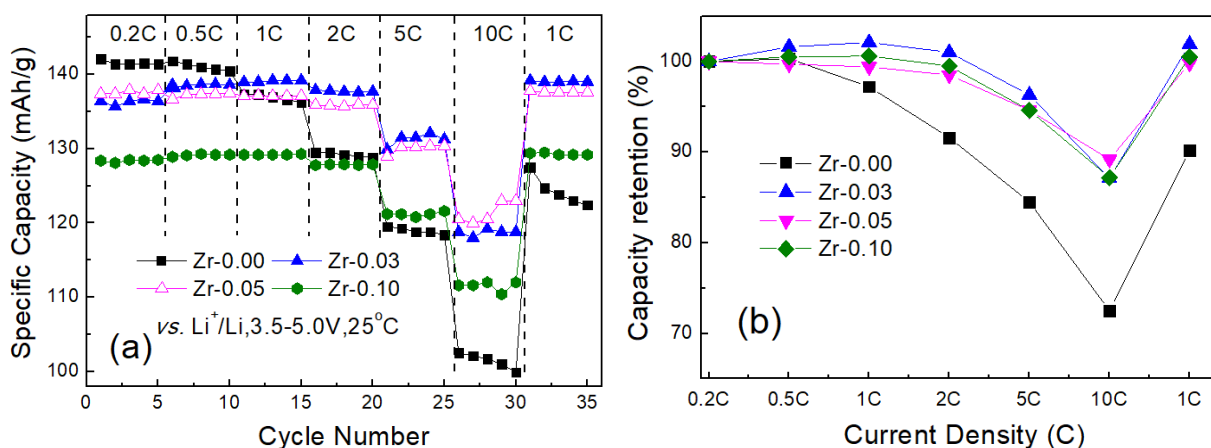 0.2C 0.5C 1C 2C 5C 10C 1C
140
130
120
110
100
Specific Capacity (mAh/g)
Zr-0.00 Zr-0.03
Zr-0.05 Zr-0.10
vs. Li+/Li,3.5-5.0V,25°C
(a)
0 5 10 15 20 25 30 35
Cycle Number
100
90
80
70
Capacity retention (%)
Zr-0.00
Zr-0.03
Zr-0.05
Zr-0.10
(b)
0.2C 0.5C 1C 2C 5C 10C 1C
Current Density (C)